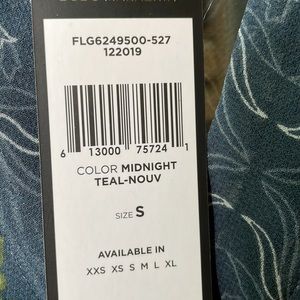 FLG6249500-527
122019
6 13000 75724 1
COLOR MIDNIGHT
TEAL-NOUV
SIZE S
AVAILABLE IN
XXS XS S M L XL